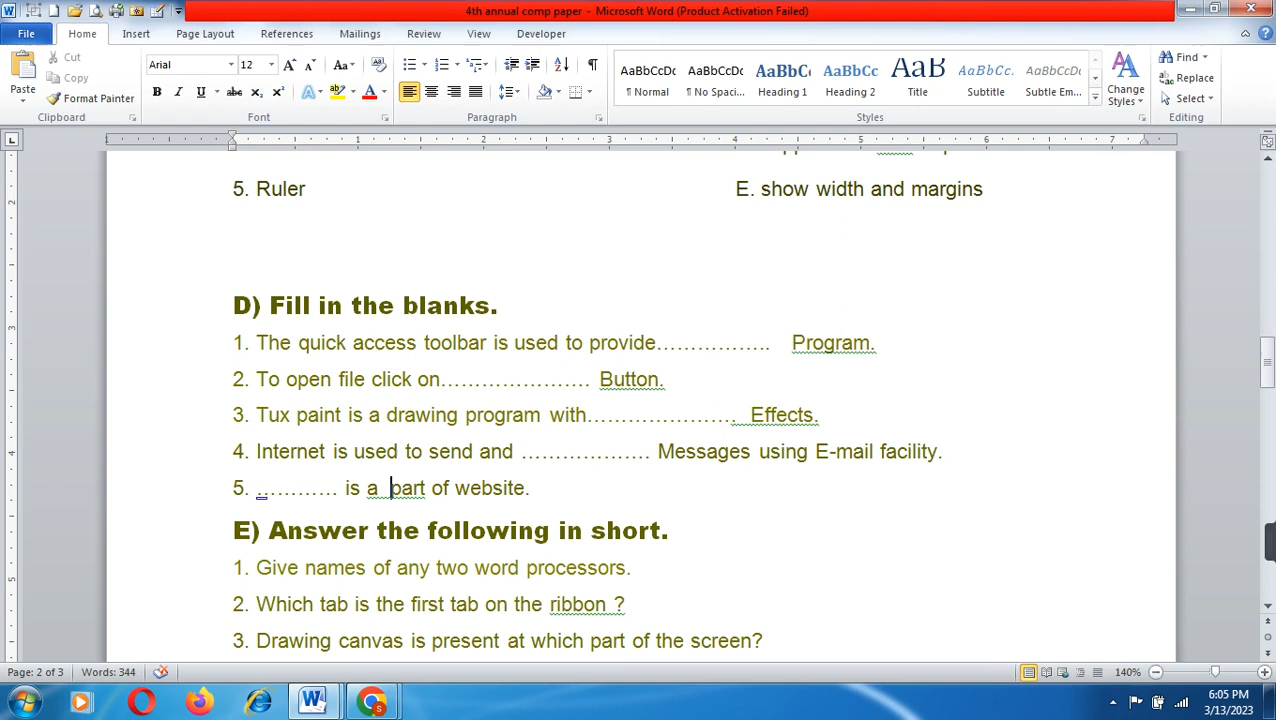 4th annual comp paper - Microsoft Word (Product Activation Failed)
File Home Insert Page Layout References Mailings Review View Developer
Paste Cut Copy Format Painter
Clipboard
Arial 12
Font
Paragraph
AaBbCcDc AaBbCcDc AaBbCc AaBbCc AaB AaBbCc. AaBbCcDc
¶ Normal ¶ No Spaci... Heading 1 Heading 2 Title Subtitle Subtle Em...
Change Styles
Styles
Find Replace Select
Editing
1 1 2 3 4 5 6 7
5. Ruler E. show width and margins
D) Fill in the blanks.
1. The quick access toolbar is used to provide…………….. Program.
2. To open file click on…………………. Button.
3. Tux paint is a drawing program with…………………. Effects.
4. Internet is used to send and ………………. Messages using E-mail facility.
5. ………… is a part of website.
E) Answer the following in short.
1. Give names of any two word processors.
2. Which tab is the first tab on the ribbon ?
3. Drawing canvas is present at which part of the screen?
Page: 2 of 3 Words: 344 140%
6:05 PM
3/13/2023